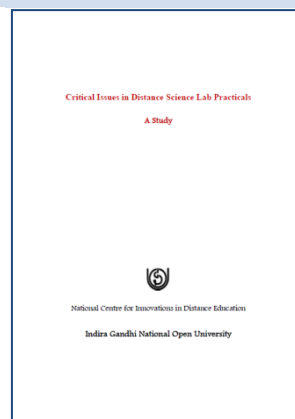 Critical Issues in Distance Science Lab Practicals
A Study
National Centre for Innovations in Distance Education
Indira Gandhi National Open University